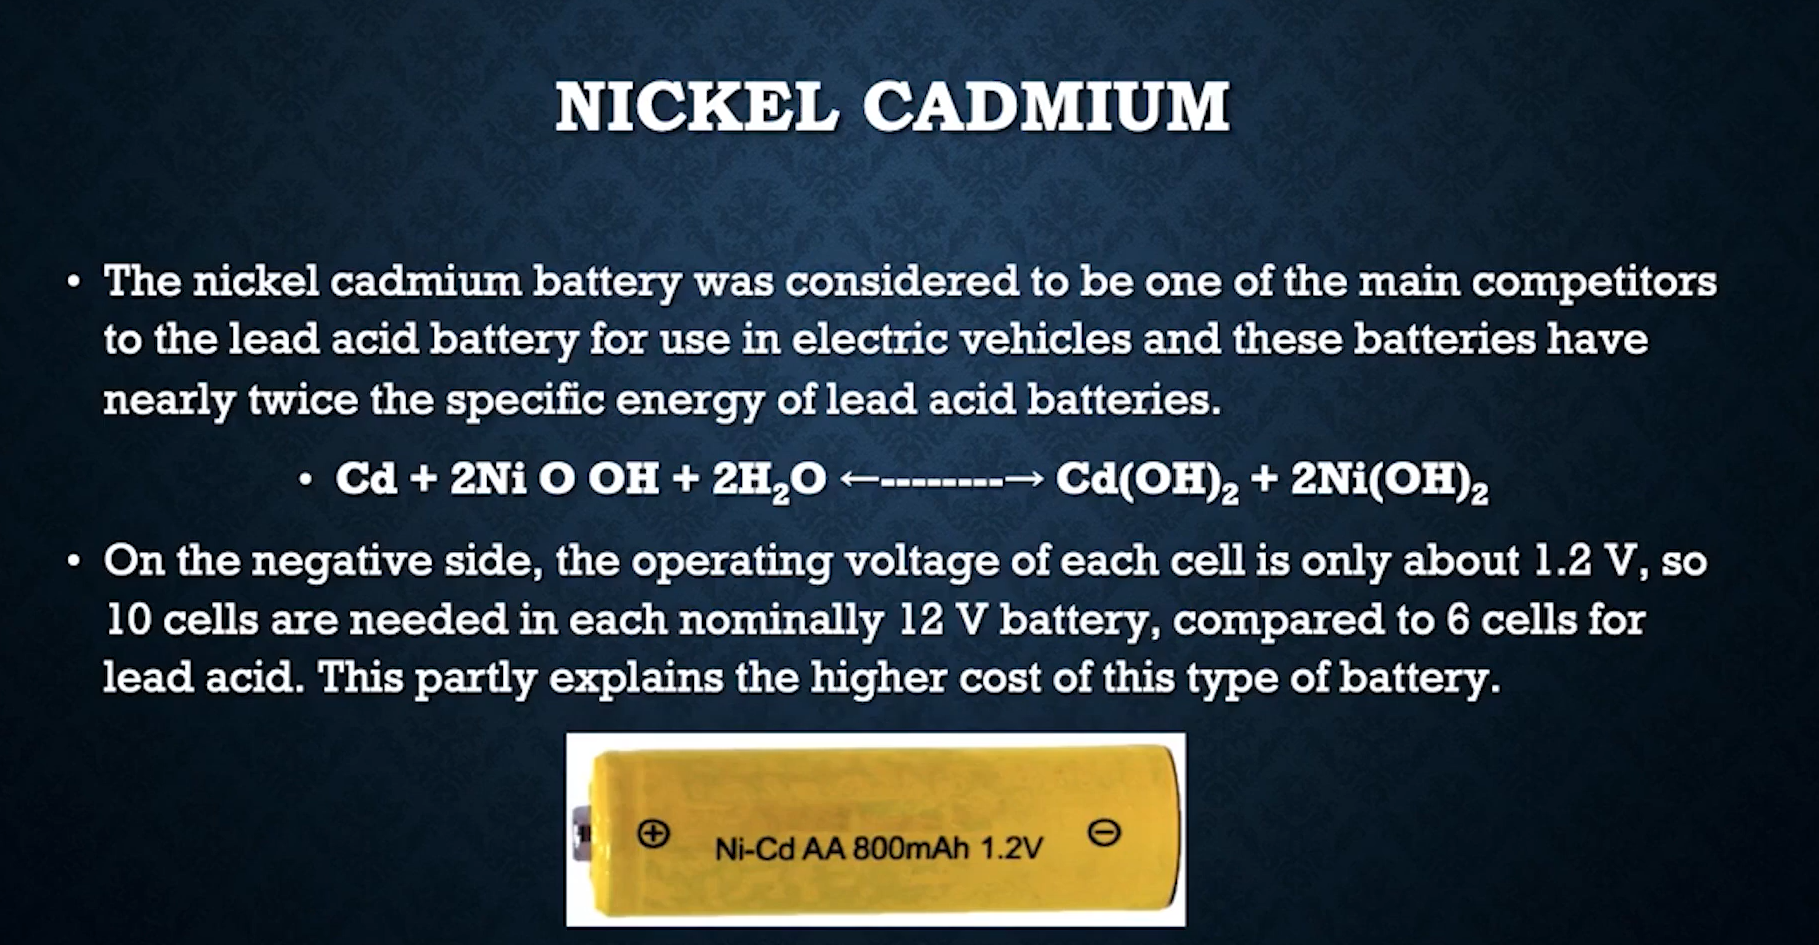 NICKEL CADMIUM
• The nickel cadmium battery was considered to be one of the main competitors
to the lead acid battery for use in electric vehicles and these batteries have
nearly twice the specific energy of lead acid batteries.
• Cd + 2Ni O OH + 2H₂O ←--------→ Cd(OH)₂ + 2Ni(OH)₂
• On the negative side, the operating voltage of each cell is only about 1.2 V, so
10 cells are needed in each nominally 12 V battery, compared to 6 cells for
lead acid. This partly explains the higher cost of this type of battery.
⊕ Ni-Cd AA 800mAh 1.2V ⊖